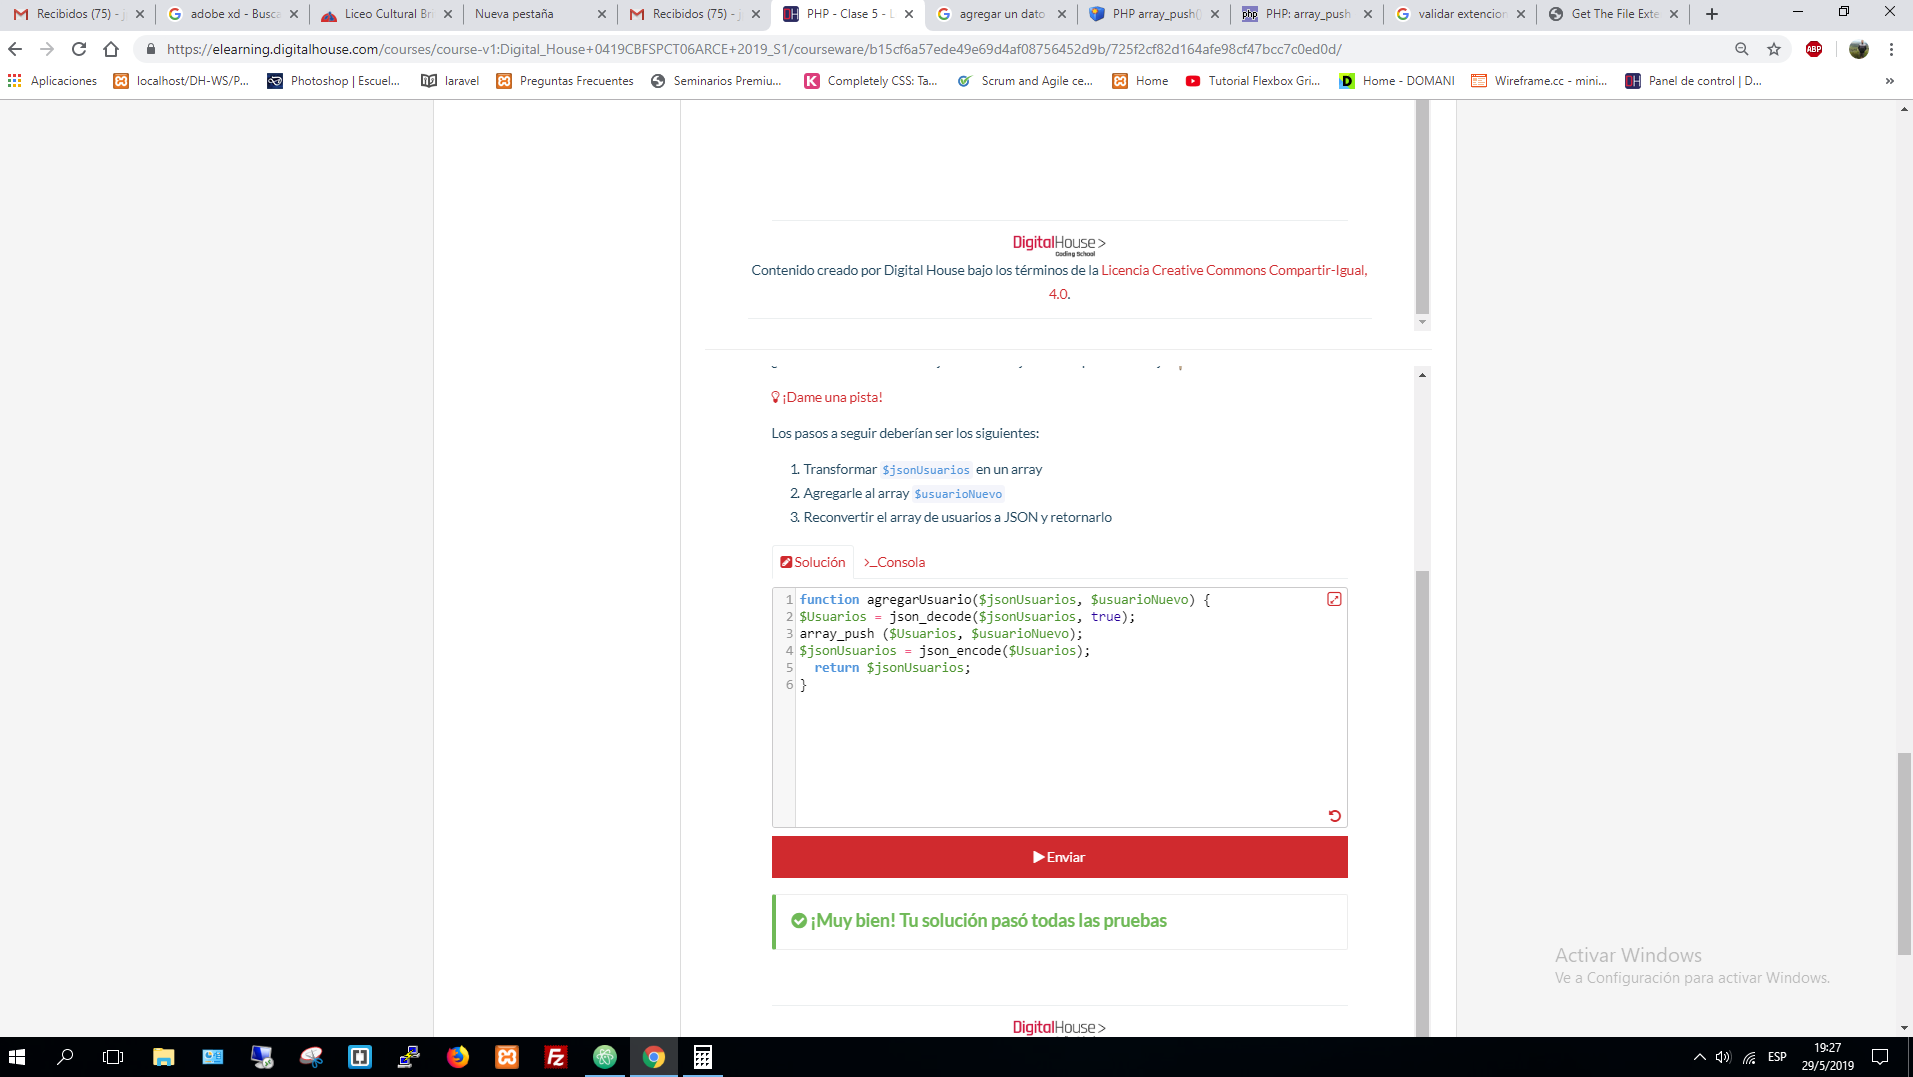 Recibidos (75) - j
adobe xd - Busca
Liceo Cultural Bri
Nueva pestaña
Recibidos (75) - j
PHP - Clase 5 - L
agregar un dato
PHP array_push()
PHP: array_push
validar extencion
Get The File Exte
https://elearning.digitalhouse.com/courses/course-v1:Digital_House+0419CBFSPCT06ARCE+2019_S1/courseware/b15cf6a57ede49e69d4af08756452d9b/725f2cf82d164afe98cf47bcc7c0ed0d/
ABP
Aplicaciones
localhost/DH-WS/P...
Photoshop | Escuel...
laravel
Preguntas Frecuentes
Seminarios Premiu...
Completely CSS: Ta...
Scrum and Agile ce...
Home
Tutorial Flexbox Gri...
Home - DOMANI
Wireframe.cc - mini...
Panel de control | D...
DigitalHouse>
Coding School
Contenido creado por Digital House bajo los términos de la Licencia Creative Commons Compartir-Igual,
4.0.
¡Dame una pista!
Los pasos a seguir deberían ser los siguientes:
1. Transformar $jsonUsuarios en un array
2. Agregarle al array $usuarioNuevo
3. Reconvertir el array de usuarios a JSON y retornarlo
Solución >_Consola
1 function agregarUsuario($jsonUsuarios, $usuarioNuevo) {
2 $Usuarios = json_decode($jsonUsuarios, true);
3 array_push ($Usuarios, $usuarioNuevo);
4 $jsonUsuarios = json_encode($Usuarios);
5 return $jsonUsuarios;
6 }
Enviar
¡Muy bien! Tu solución pasó todas las pruebas
Activar Windows
Ve a Configuración para activar Windows.
DigitalHouse>
ESP
19:27
29/5/2019